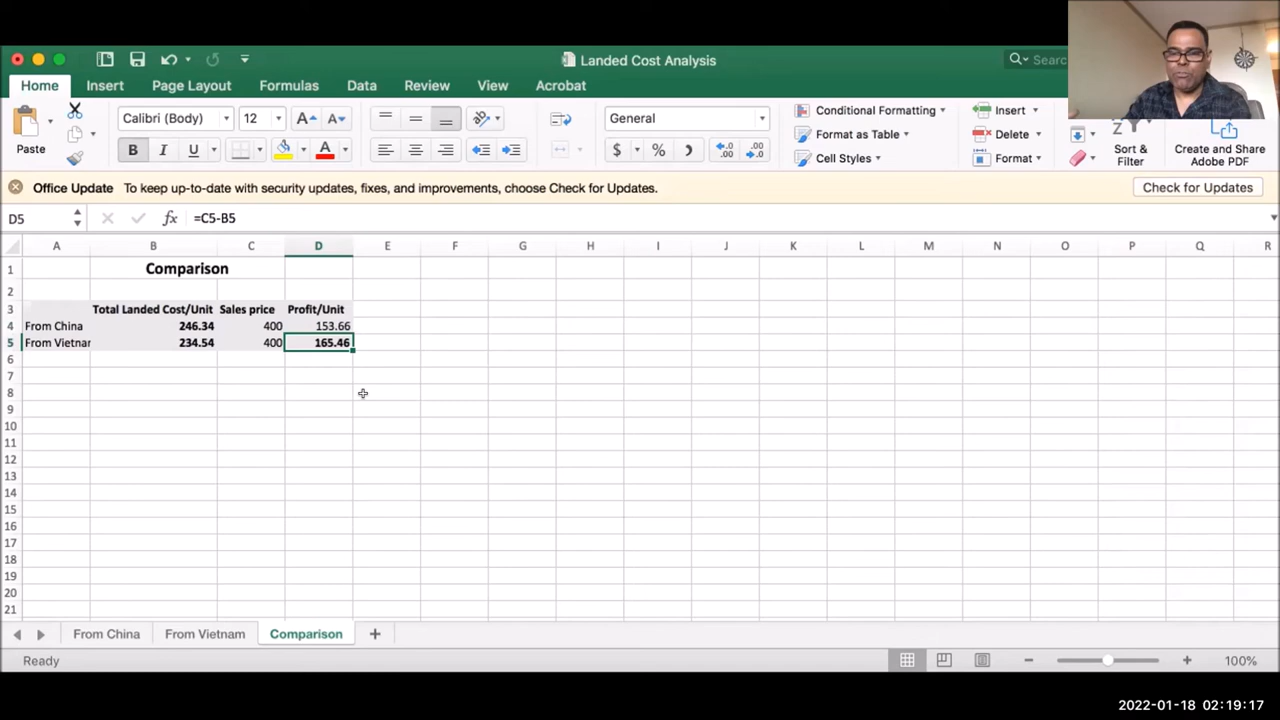 Landed Cost Analysis
Home Insert Page Layout Formulas Data Review View Acrobat
Calibri (Body) 12 General Conditional Formatting Insert
Paste Format as Table Delete Sort & Filter Create and Share Adobe PDF
B I U A $ % Cell Styles Format
Office Update To keep up-to-date with security updates, fixes, and improvements, choose Check for Updates. Check for Updates
D5 fx =C5-B5
A B C D E F G H I J K L M N O P Q R
1 Comparison
2
3 Total Landed Cost/Unit Sales price Profit/Unit
4 From China 246.34 400 153.66
5 From Vietnar 234.54 400 165.46
6
7
8
9
10
11
12
13
14
15
16
17
18
19
20
21
From China From Vietnam Comparison +
Ready 100%
2022-01-18 02:19:17